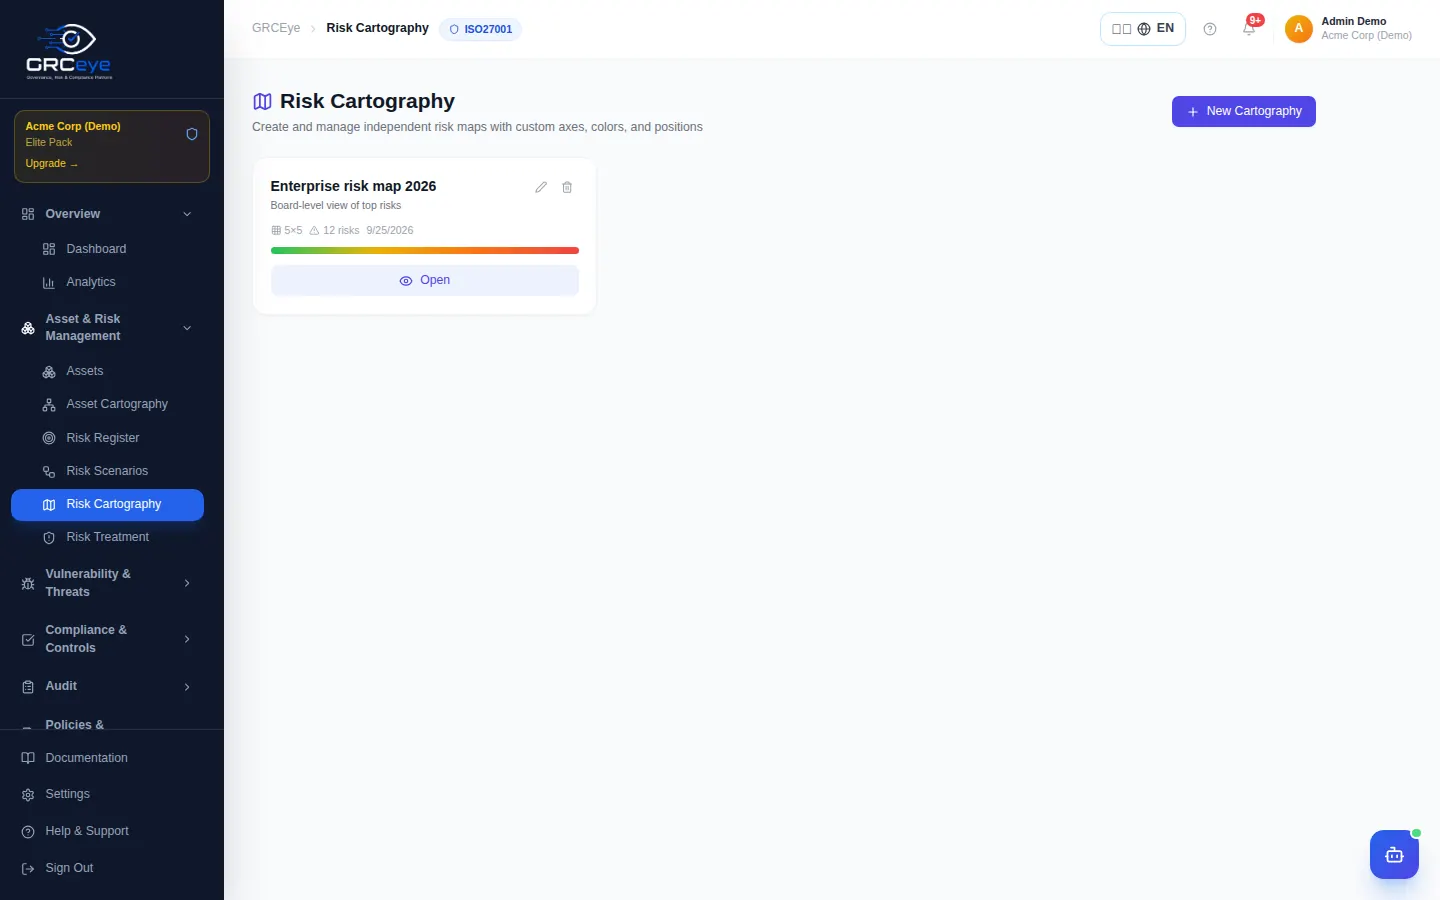 GRCeye
Governance, Risk & Compliance Platform
Acme Corp (Demo)
Elite Pack
Upgrade →
Overview
Dashboard
Analytics
Asset & Risk
Management
Assets
Asset Cartography
Risk Register
Risk Scenarios
Risk Cartography
Risk Treatment
Vulnerability &
Threats
Compliance &
Controls
Audit
Policies &
Documentation
Settings
Help & Support
Sign Out
GRCEye > Risk Cartography ISO27001
EN
9+
A
Admin Demo
Acme Corp (Demo)
Risk Cartography
Create and manage independent risk maps with custom axes, colors, and positions
+ New Cartography
Enterprise risk map 2026
Board-level view of top risks
5×5 12 risks 9/25/2026
Open